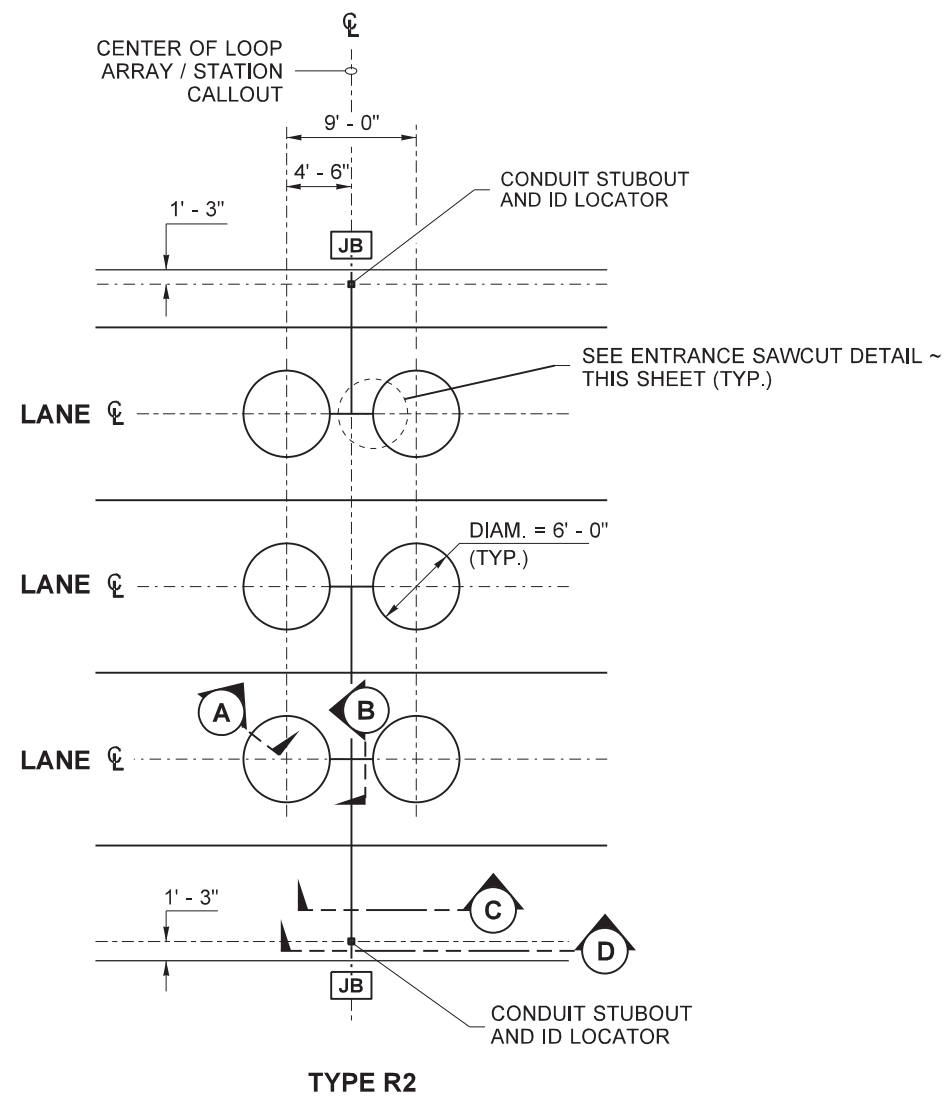 ℄
CENTER OF LOOP
ARRAY / STATION
CALLOUT
9' - 0"
4' - 6"
CONDUIT STUBOUT
AND ID LOCATOR
1' - 3"
JB
SEE ENTRANCE SAWCUT DETAIL ~
THIS SHEET (TYP.)
LANE ℄
DIAM. = 6' - 0"
(TYP.)
LANE ℄
A
B
LANE ℄
1' - 3"
C
D
JB
CONDUIT STUBOUT
AND ID LOCATOR
TYPE R2